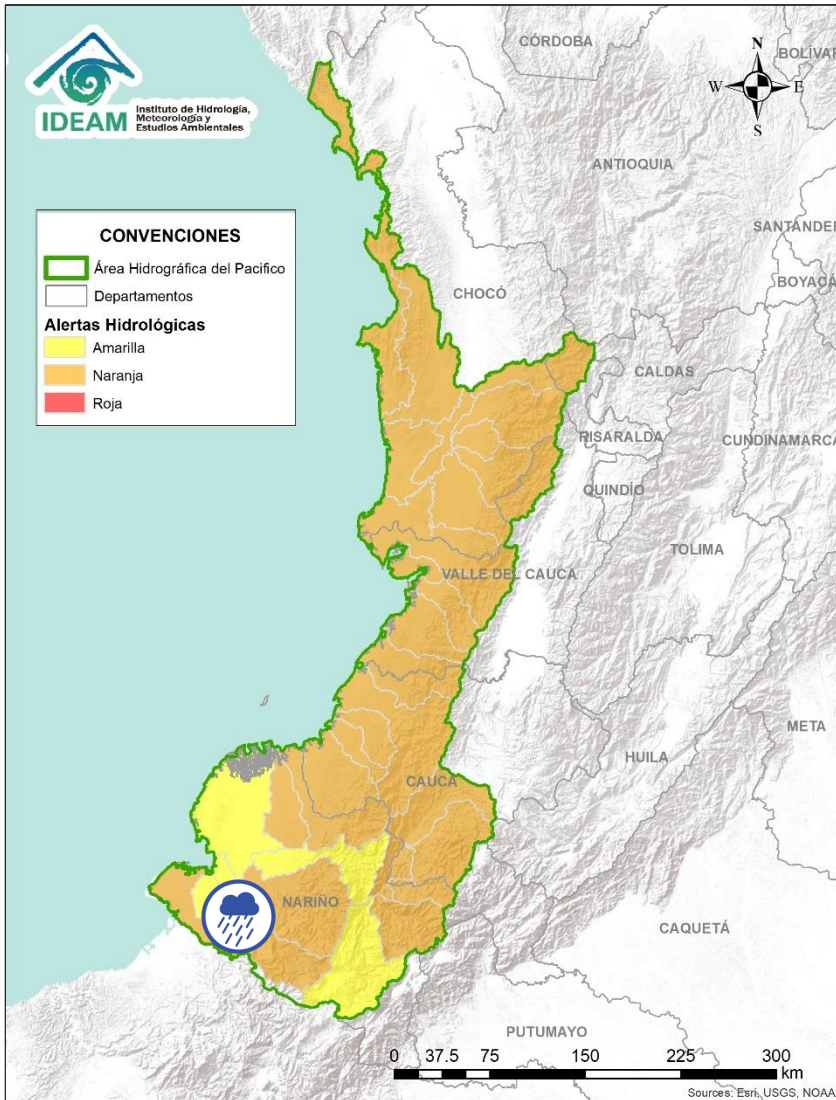 IDEAM
Instituto de Hidrología,
Meteorología y
Estudios Ambientales
CÓRDOBA
BOLÍVAR
N
W
E
S
ANTIOQUIA
SANTANDER
BOYACÁ
CONVENCIONES
Área Hidrográfica del Pacifico
Departamentos
Alertas Hidrológicas
Amarilla
Naranja
Roja
CHOCÓ
CALDAS
RISARALDA
CUNDINAMARCA
QUINDÍO
TOLIMA
VALLE DEL CAUCA
META
HUILA
CAUCA
NARIÑO
CAQUETÁ
PUTUMAYO
0 37.5 75 150 225 300
km
Sources: Esri, USGS, NOAA